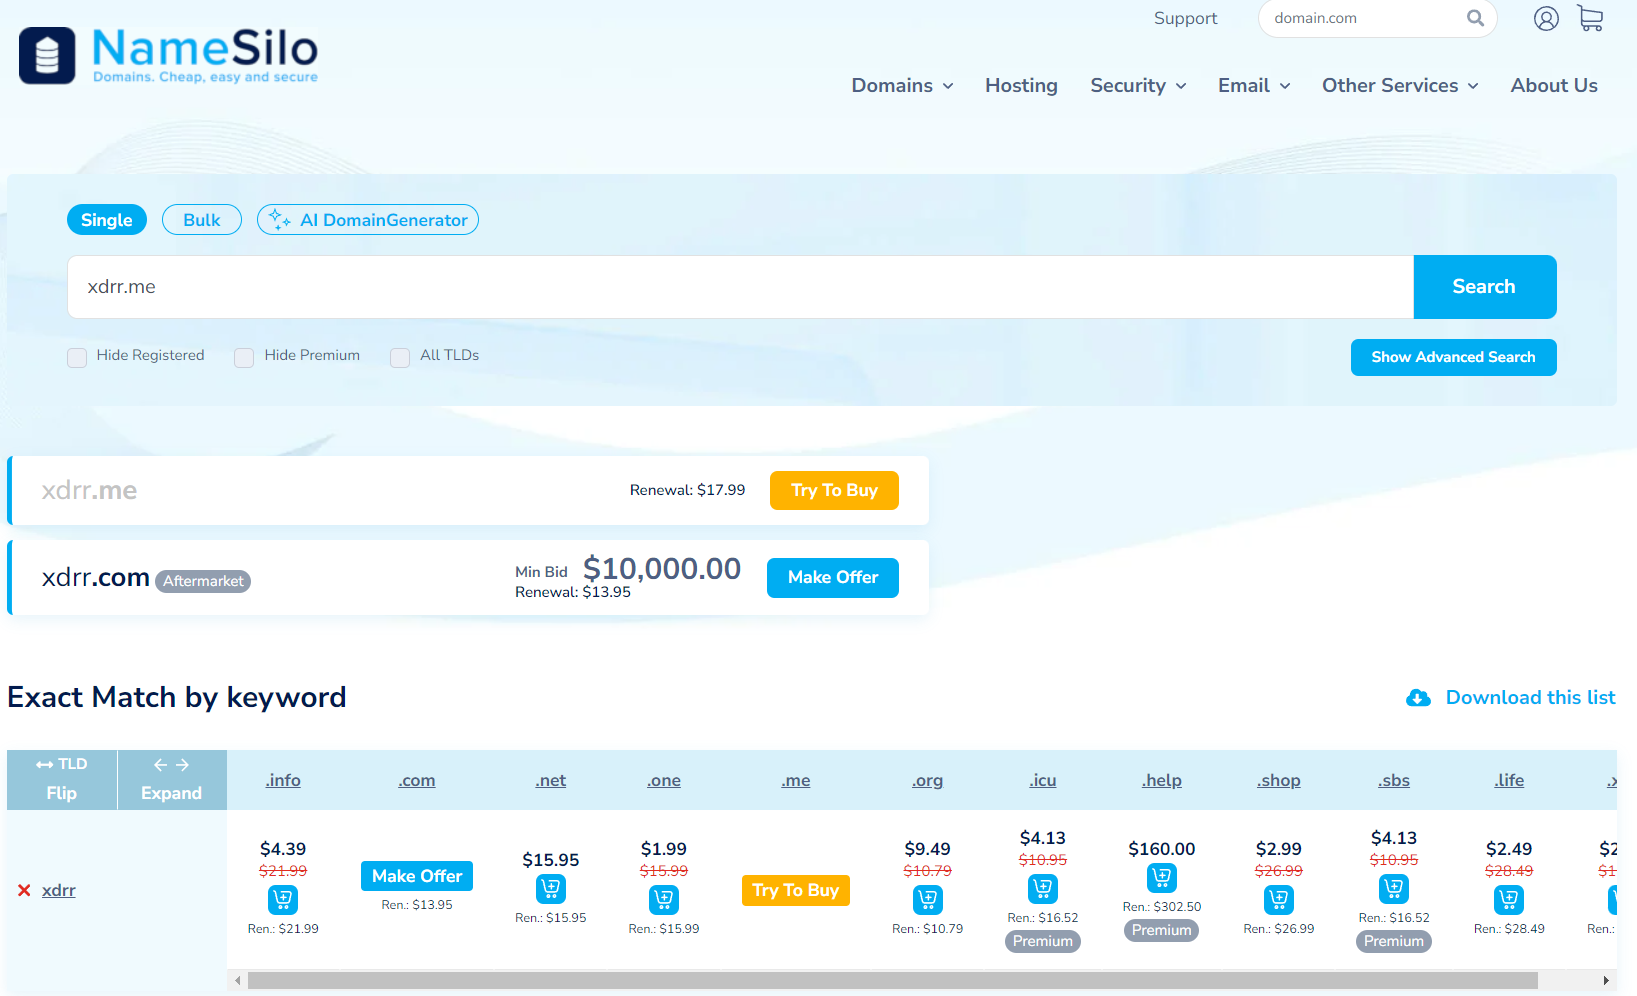 Support
domain.com
NameSilo
Domains. Cheap, easy and secure
Domains Hosting Security Email Other Services About Us
Single Bulk AI DomainGenerator
xdrr.me Search
Hide Registered Hide Premium All TLDs Show Advanced Search
xdrr.me Renewal: $17.99 Try To Buy
xdrr.com Aftermarket Min Bid $10,000.00 Make Offer
Renewal: $13.95
Exact Match by keyword Download this list
TLD Flip Expand .info .com .net .one .me .org .icu .help .shop .sbs .life
xdrr
$4.39
$21.99
Ren.: $21.99
Make Offer
Ren.: $13.95
$15.95
Ren.: $15.95
$1.99
$15.99
Ren.: $15.99
Try To Buy
$9.49
$10.79
Ren.: $10.79
$4.13
$10.95
Ren.: $16.52
Premium
$160.00
Ren.: $302.50
Premium
$2.99
$26.99
Ren.: $26.99
$4.13
$10.95
Ren.: $16.52
Premium
$2.49
$28.49
Ren.: $28.49
Ren.: